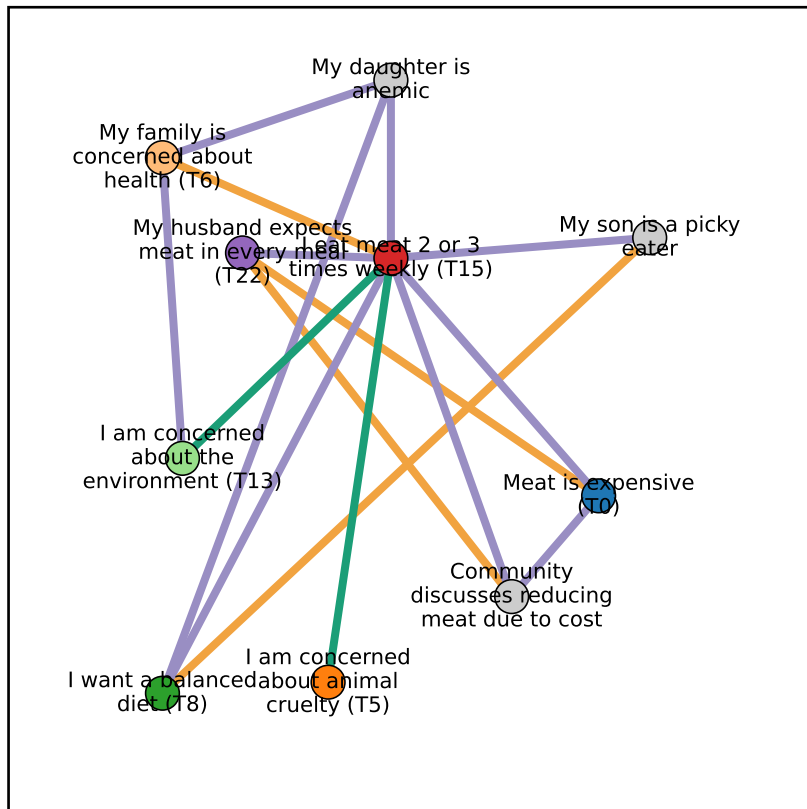 My daughter is
anemic
My family is
concerned about
health (T6)
My husband expects
meat in every meal
(T22)
I eat meat 2 or 3
times weekly (T15)
My son is a picky
eater
I am concerned
about the
environment (T13)
Meat is expensive
(T0)
Community
discusses reducing
meat due to cost
I want a balanced
diet (T8)
I am concerned
about animal
cruelty (T5)